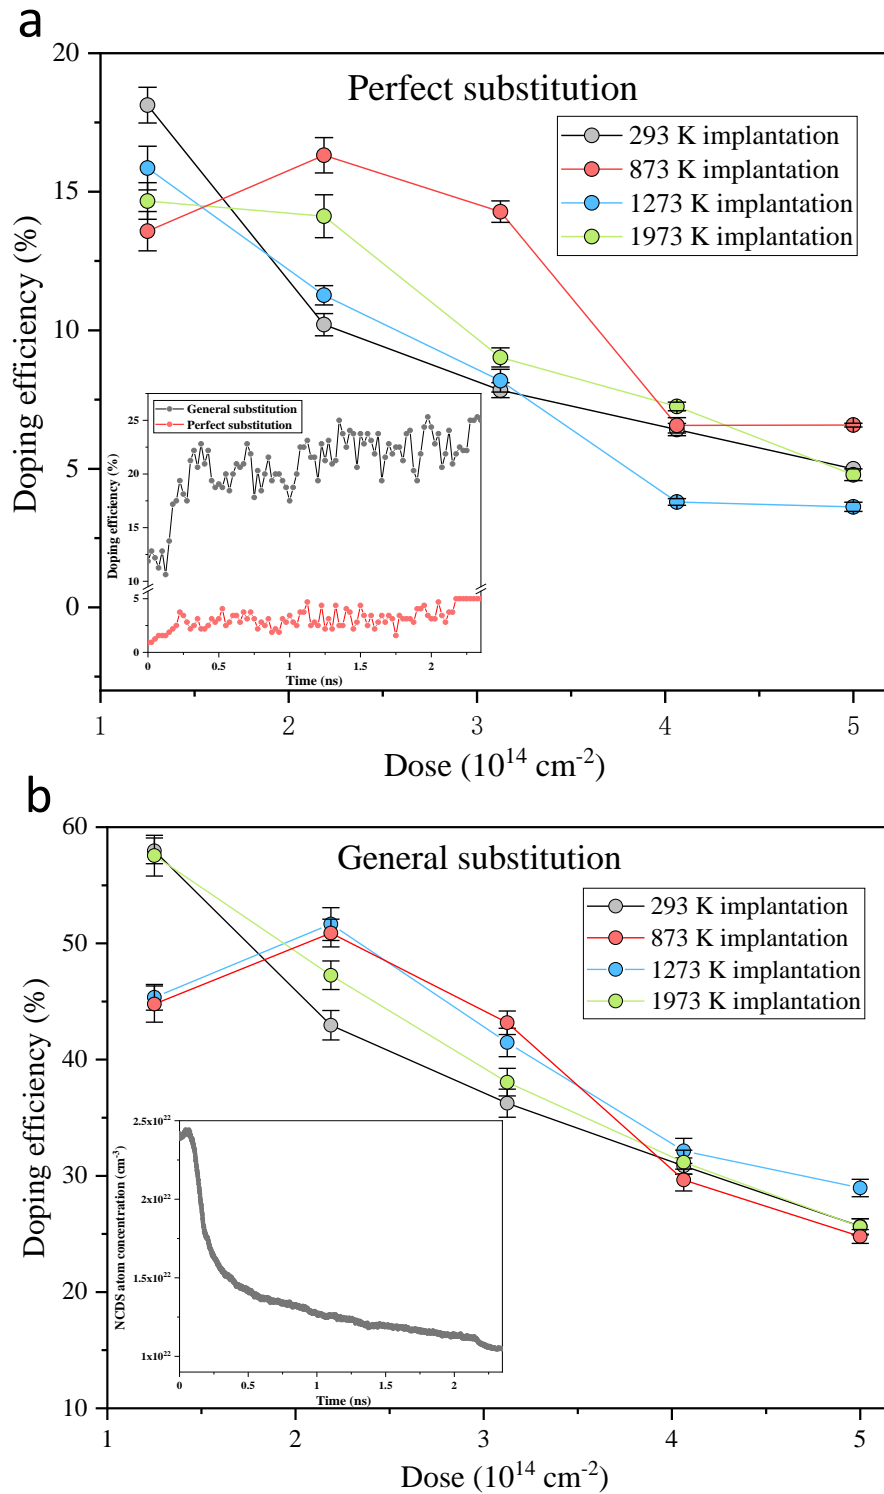 a
Perfect substitution
293 K implantation
873 K implantation
1273 K implantation
1973 K implantation
Doping efficiency (%)
20
15
10
5
0
General substitution
Perfect substitution
Doping efficiency (%)
25
20
15
10
5
0
0 0.5 1 1.5 2
Time (ns)
1 2 3 4 5
Dose (10¹⁴ cm⁻²)
b
General substitution
293 K implantation
873 K implantation
1273 K implantation
1973 K implantation
Doping efficiency (%)
60
50
40
30
20
10
NCDS atom concentration (cm⁻³)
2.5x10²²
2x10²²
1.5x10²²
1x10²²
0 0.5 1 1.5 2
Time (ns)
1 2 3 4 5
Dose (10¹⁴ cm⁻²)